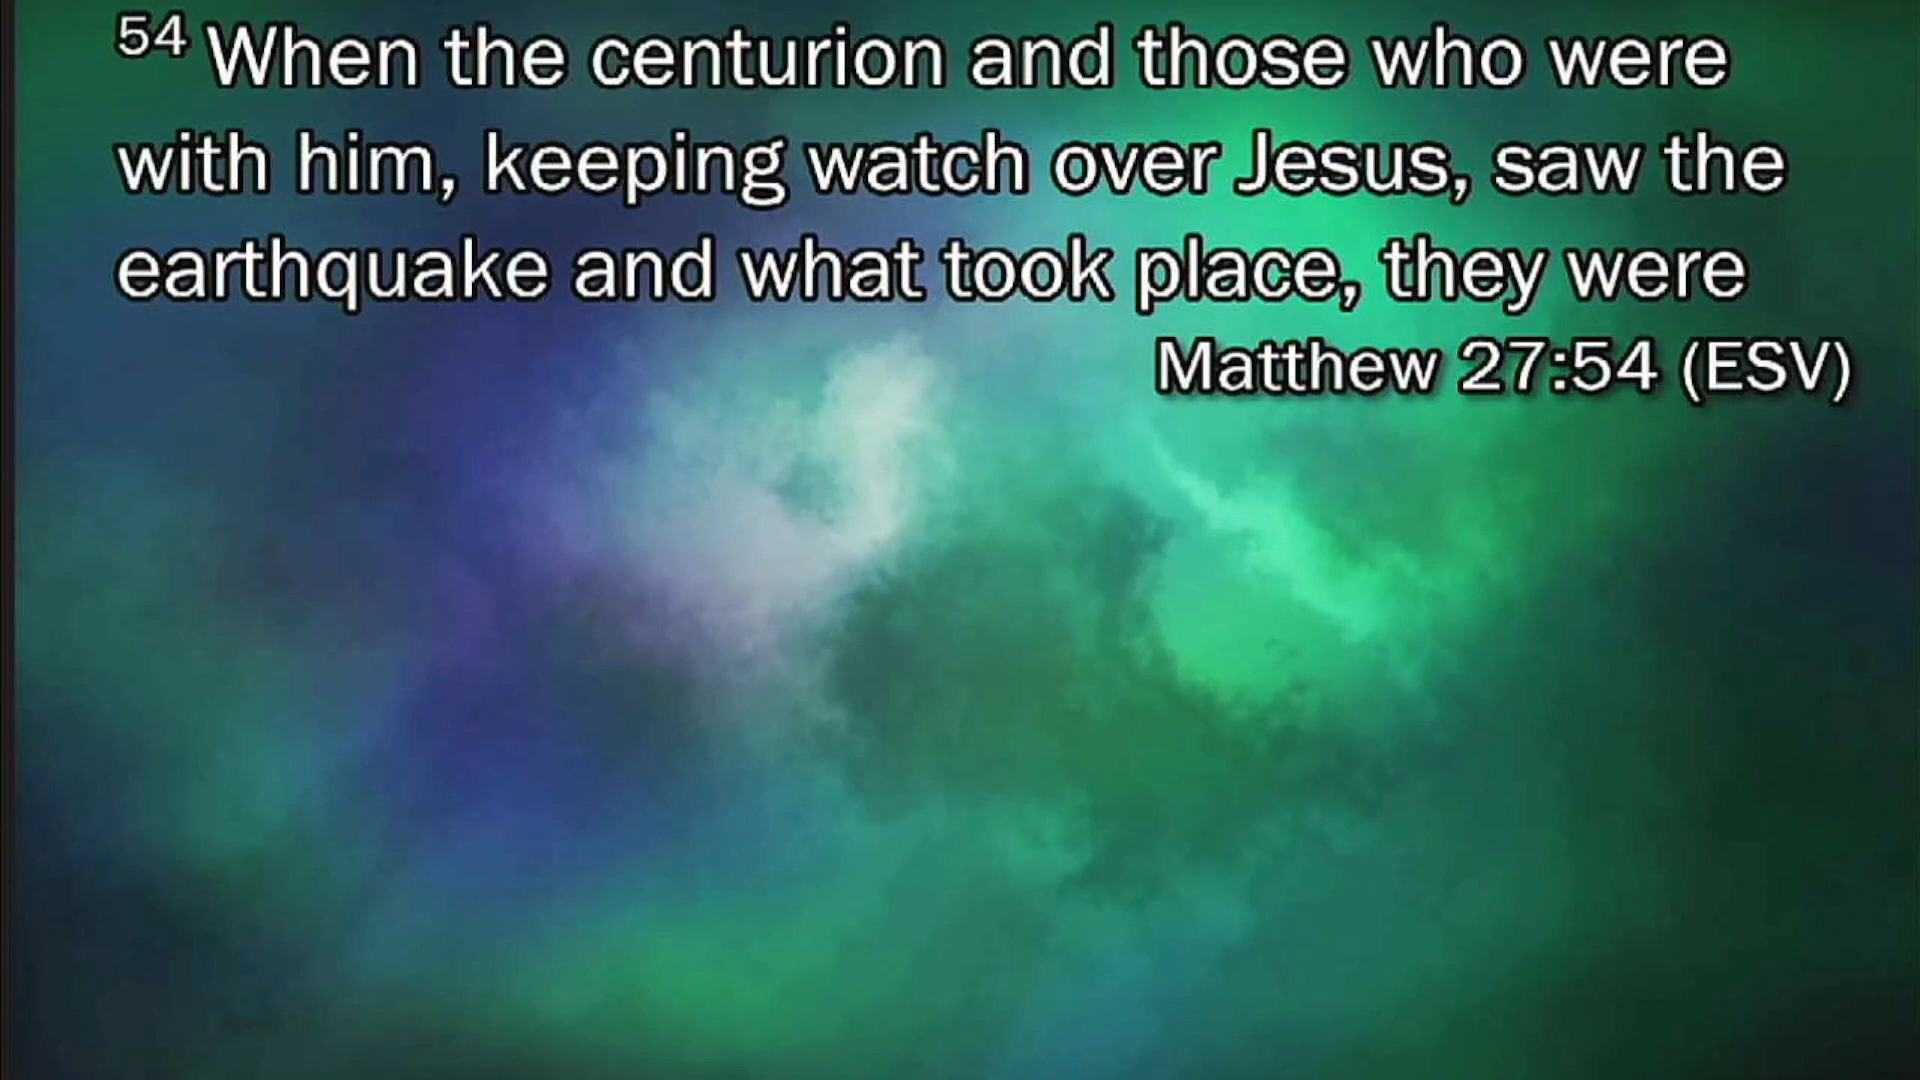 54 When the centurion and those who were
with him, keeping watch over Jesus, saw the
earthquake and what took place, they were
Matthew 27:54 (ESV)